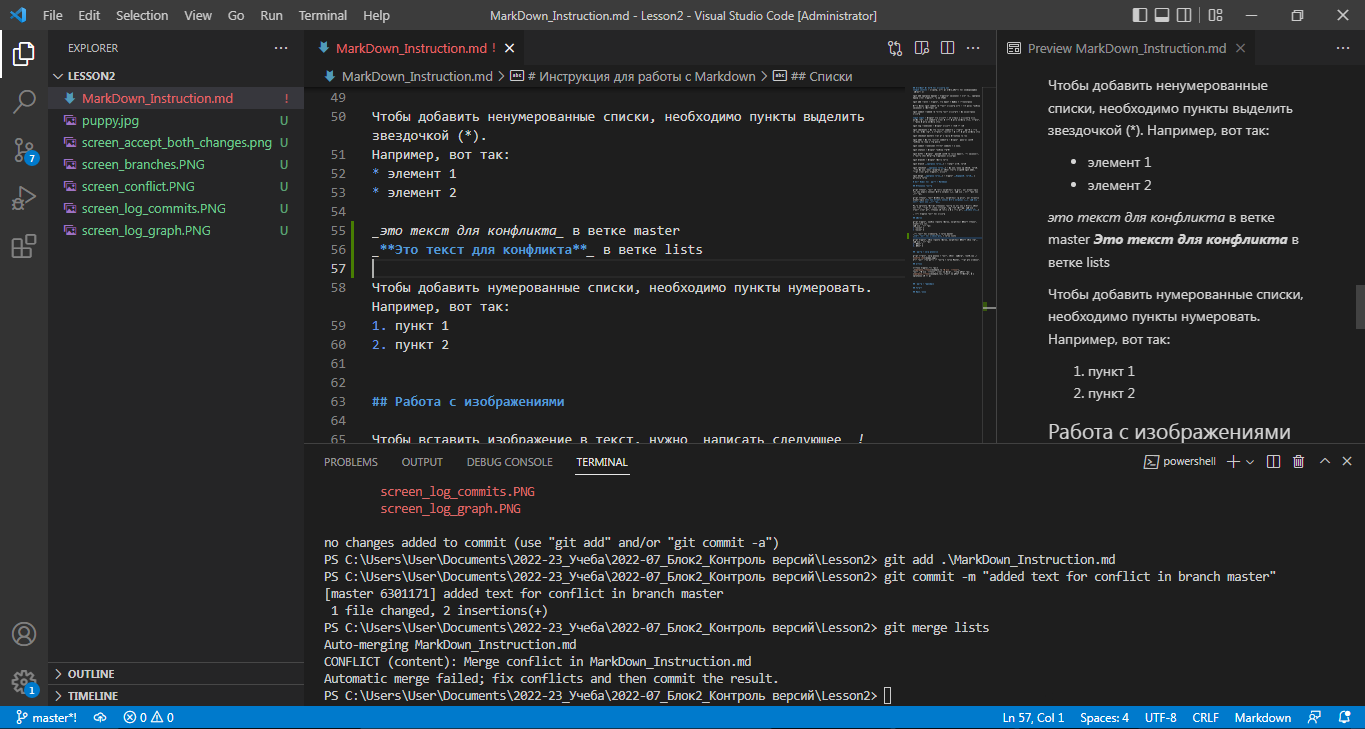 File Edit Selection View Go Run Terminal Help MarkDown_Instruction.md - Lesson2 - Visual Studio Code [Administrator]
EXPLORER
LESSON2
MarkDown_Instruction.md !
puppy.jpg U
screen_accept_both_changes.png U
screen_branches.PNG U
screen_conflict.PNG U
screen_log_commits.PNG U
screen_log_graph.PNG U
7
1
OUTLINE
TIMELINE
MarkDown_Instruction.md !
MarkDown_Instruction.md > # Инструкция для работы с Markdown > ## Списки
49
50 Чтобы добавить ненумерованные списки, необходимо пункты выделить
звездочкой (*).
51 Например, вот так:
52 * элемент 1
53 * элемент 2
54
55 _это текст для конфликта_ в ветке master
56 _**Это текст для конфликта**_ в ветке lists
57
58 Чтобы добавить нумерованные списки, необходимо пункты нумеровать.
Например, вот так:
59 1. пункт 1
60 2. пункт 2
61
62
63 ## Работа с изображениями
64
65 Чтобы вставить изображение в текст, нужно написать следующее !
Preview MarkDown_Instruction.md
Чтобы добавить ненумерованные
списки, необходимо пункты выделить
звездочкой (*). Например, вот так:
• элемент 1
• элемент 2
это текст для конфликта в ветке
master Это текст для конфликта в
ветке lists
Чтобы добавить нумерованные списки,
необходимо пункты нумеровать.
Например, вот так:
1. пункт 1
2. пункт 2
Работа с изображениями
PROBLEMS OUTPUT DEBUG CONSOLE TERMINAL powershell
screen_log_commits.PNG
screen_log_graph.PNG
no changes added to commit (use "git add" and/or "git commit -a")
PS C:\Users\User\Documents\2022-23_Учеба\2022-07_Блок2_Контроль версий\Lesson2> git add .\MarkDown_Instruction.md
PS C:\Users\User\Documents\2022-23_Учеба\2022-07_Блок2_Контроль версий\Lesson2> git commit -m "added text for conflict in branch master"
[master 6301171] added text for conflict in branch master
1 file changed, 2 insertions(+)
PS C:\Users\User\Documents\2022-23_Учеба\2022-07_Блок2_Контроль версий\Lesson2> git merge lists
Auto-merging MarkDown_Instruction.md
CONFLICT (content): Merge conflict in MarkDown_Instruction.md
Automatic merge failed; fix conflicts and then commit the result.
PS C:\Users\User\Documents\2022-23_Учеба\2022-07_Блок2_Контроль версий\Lesson2>
master*! 0 0 Ln 57, Col 1 Spaces: 4 UTF-8 CRLF Markdown